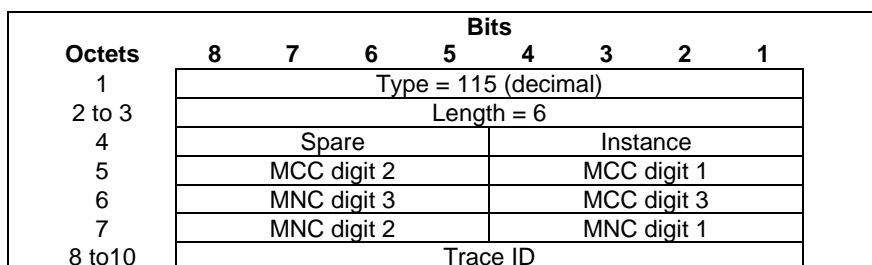 Bits
Octets 8 7 6 5 4 3 2 1
1 Type = 115 (decimal)
2 to 3 Length = 6
4 Spare Instance
5 MCC digit 2 MCC digit 1
6 MNC digit 3 MCC digit 3
7 MNC digit 2 MNC digit 1
8 to10 Trace ID